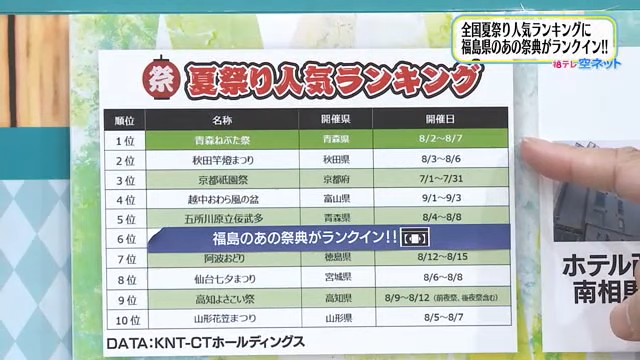 全国夏祭り人気ランキングに
福島県のあの祭典がランクイン!!
福テレ空ネット
祭 夏祭り人気ランキング
順位 名称 開催県 開催日
1位 青森ねぶた祭 青森県 8/2～8/7
2位 秋田竿燈まつり 秋田県 8/3～8/6
3位 京都祇園祭 京都府 7/1～7/31
4位 越中おわら風の盆 富山県 9/1～9/3
5位 五所川原立佞武多 青森県 8/4～8/8
6位 福島のあの祭典がランクイン!!
7位 阿波おどり 徳島県 8/12～8/15
8位 仙台七夕まつり 宮城県 8/6～8/8
9位 高知よさこい祭 高知県 8/9～8/12（前夜祭、後夜祭含む）
10位 山形花笠まつり 山形県 8/5～8/7
DATA:KNT-CTホールディングス
ホテル
南相馬